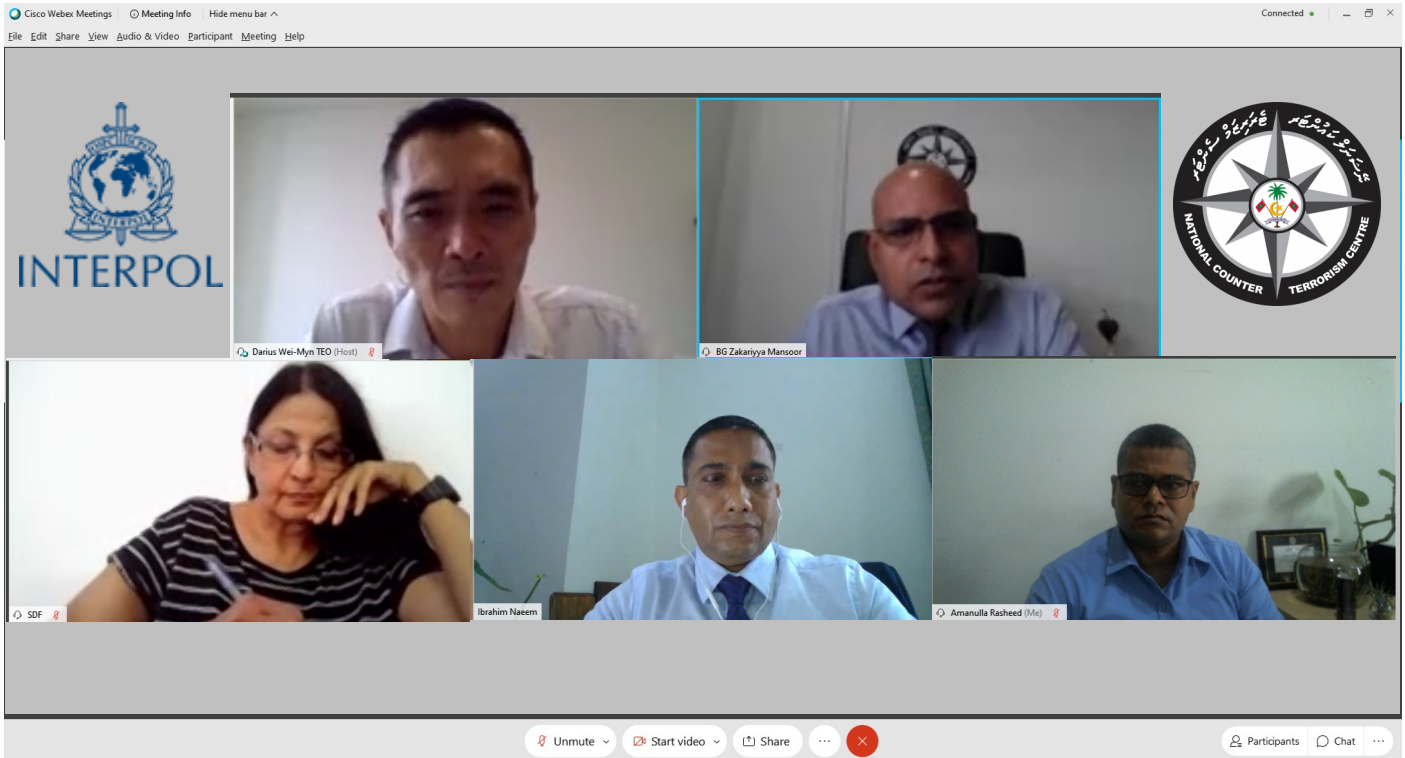 Cisco Webex Meetings
Meeting Info
Hide menu bar
Connected
File Edit Share View Audio & Video Participant Meeting Help
INTERPOL
INTERPOL
NATIONAL COUNTER TERRORISM CENTRE
Darius Wei-Myn TEO (Host)
BG Zakariyya Mansoor
SDF
Ibrahim Naeem
Amanulla Rasheed (Me)
Unmute
Start video
Share
Participants
Chat